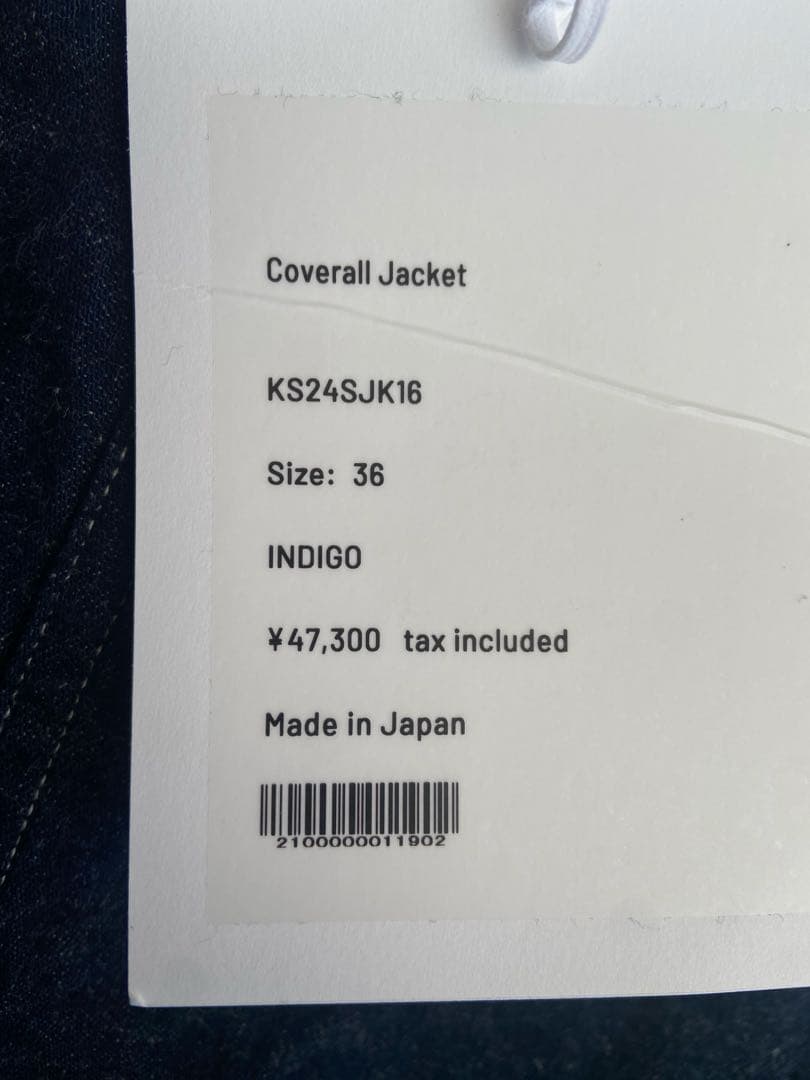 Coverall Jacket
KS24SJK16
Size: 36
INDIGO
¥47,300 tax included
Made in Japan
2100000011902